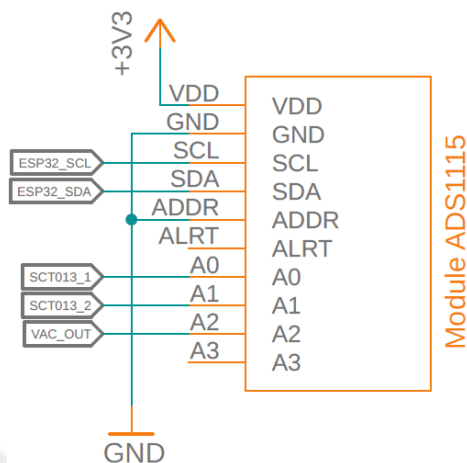 +3V3
VDD
GND
SCL
SDA
ADDR
ALRT
A0
A1
A2
A3
ESP32_SCL
ESP32_SDA
SCT013_1
SCT013_2
VAC_OUT
VDD
GND
SCL
SDA
ADDR
ALRT
A0
A1
A2
A3
Module ADS1115
GND